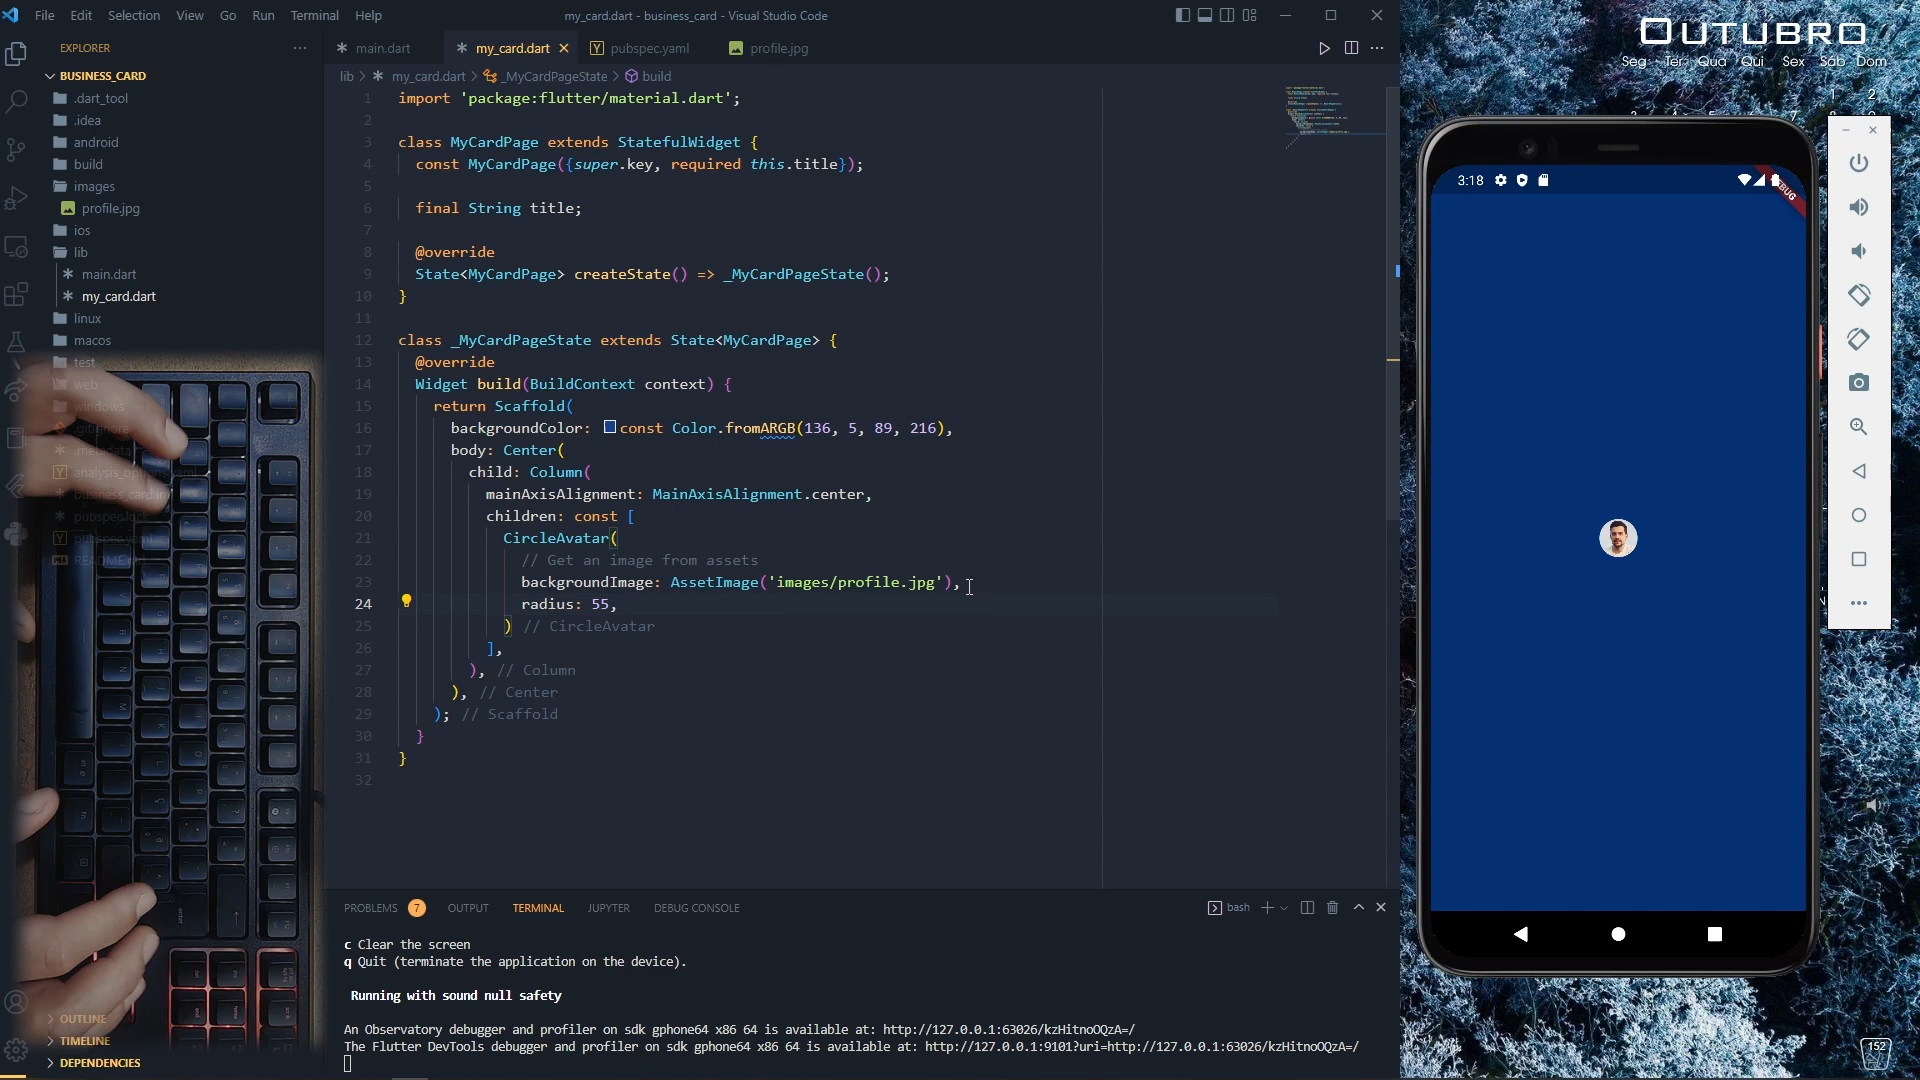 File Edit Selection View Go Run Terminal Help
my_card.dart - business_card - Visual Studio Code
EXPLORER
BUSINESS_CARD
.dart_tool
.idea
android
build
images
profile.jpg
ios
lib
main.dart
my_card.dart
linux
macos
test
web
windows
.gitignore
.metadata
pubspec.lock
README.md
OUTLINE
TIMELINE
DEPENDENCIES
main.dart my_card.dart pubspec.yaml profile.jpg
lib > my_card.dart > _MyCardPageState > build
1 import 'package:flutter/material.dart';
2
3 class MyCardPage extends StatefulWidget {
4 const MyCardPage({super.key, required this.title});
5
6 final String title;
7
8 @override
9 State<MyCardPage> createState() => _MyCardPageState();
10 }
11
12 class _MyCardPageState extends State<MyCardPage> {
13 @override
14 Widget build(BuildContext context) {
15 return Scaffold(
16 backgroundColor: const Color.fromARGB(136, 5, 89, 216),
17 body: Center(
18 child: Column(
19 mainAxisAlignment: MainAxisAlignment.center,
20 children: const [
21 CircleAvatar(
22 // Get an image from assets
23 backgroundImage: AssetImage('images/profile.jpg'),
24 radius: 55,
25 ) // CircleAvatar
26 ],
27 ), // Column
28 ), // Center
29 ); // Scaffold
30 }
31 }
32
PROBLEMS 7 OUTPUT TERMINAL JUPYTER DEBUG CONSOLE
bash
c Clear the screen
q Quit (terminate the application on the device).
Running with sound null safety
An Observatory debugger and profiler on sdk gphone64 x86 64 is available at: http://127.0.0.1:63026/kzHitnoOQzA=/
The Flutter DevTools debugger and profiler on sdk gphone64 x86 64 is available at: http://127.0.0.1:9101?uri=http://127.0.0.1:63026/kzHitnoOQzA=/
OUTUBRO
Seg Ter Qua Qui Sex Sáb Dom
1 2
3:18
152